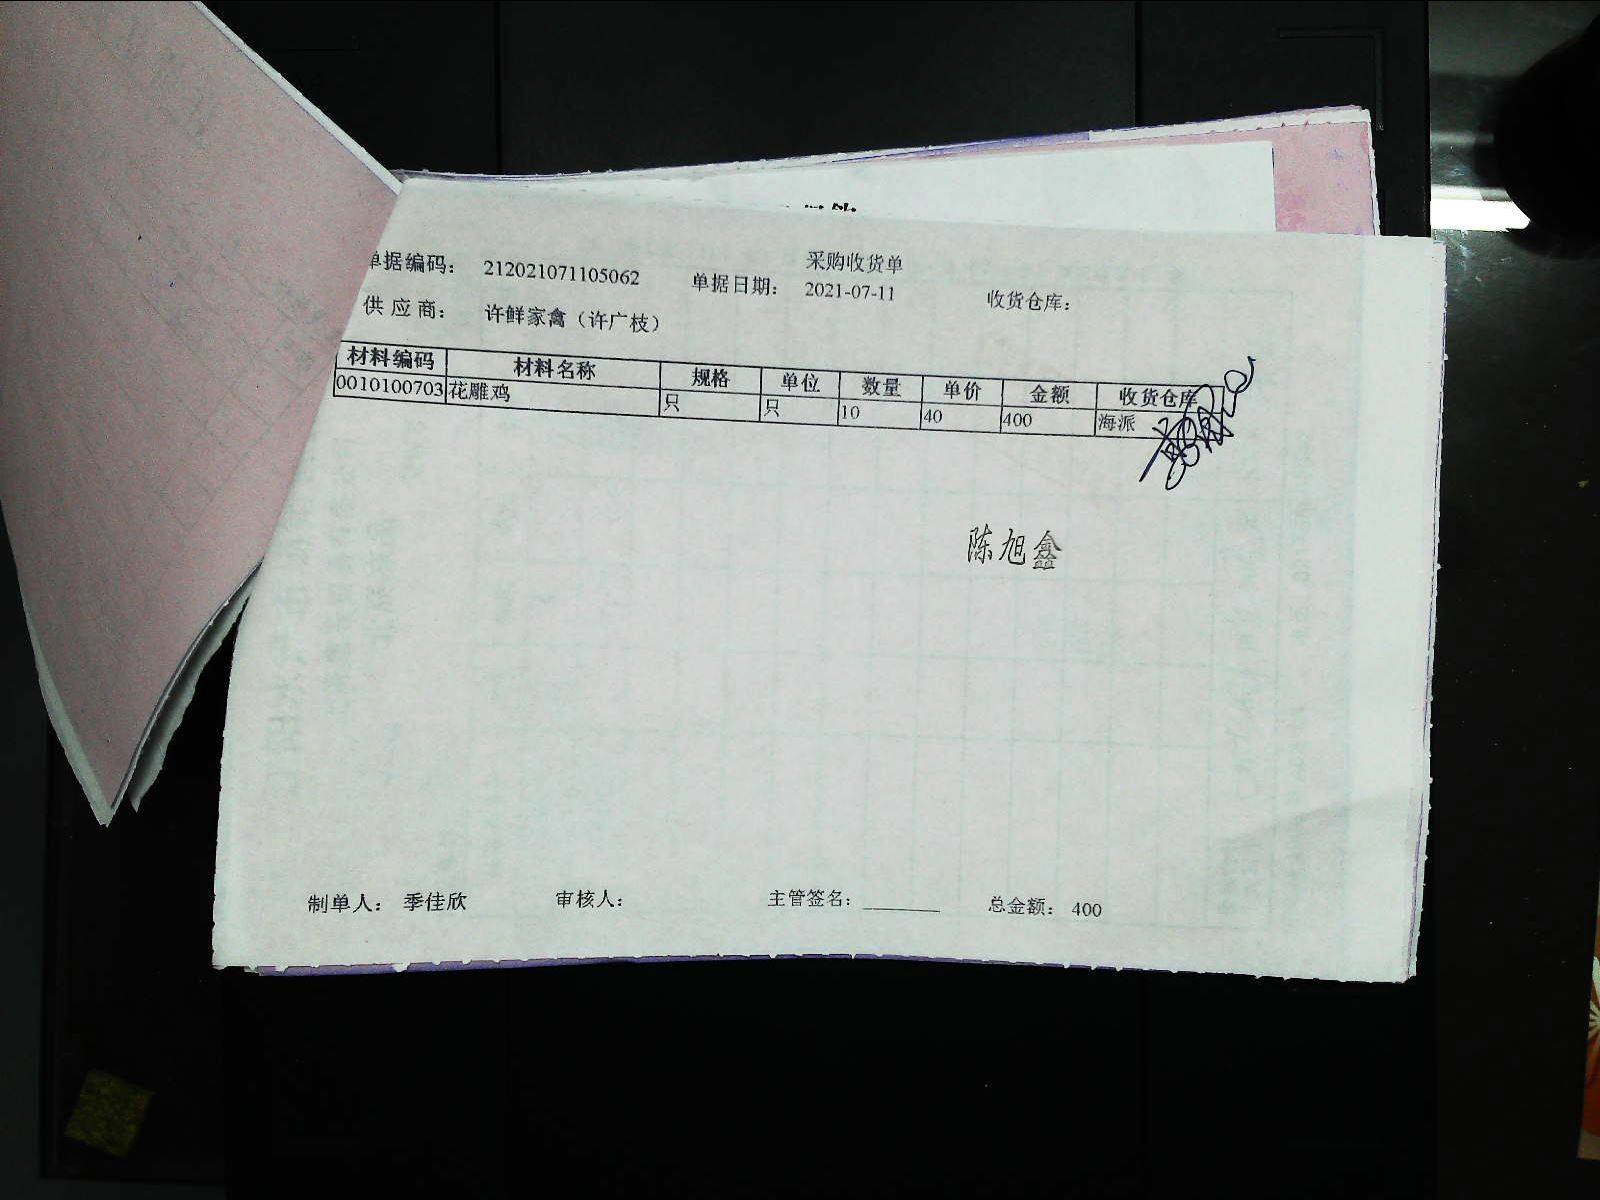 采购收货单
单据编码： 212021071105062 单据日期： 2021-07-11 收货仓库：
供 应 商： 许鲜家禽（许广枝）
材料编码 材料名称 规格 单位 数量 单价 金额 收货仓库
0010100703 花雕鸡 只 只 10 40 400 海派
陈旭鑫
制单人： 季佳欣 审核人： 主管签名：________ 总金额： 400